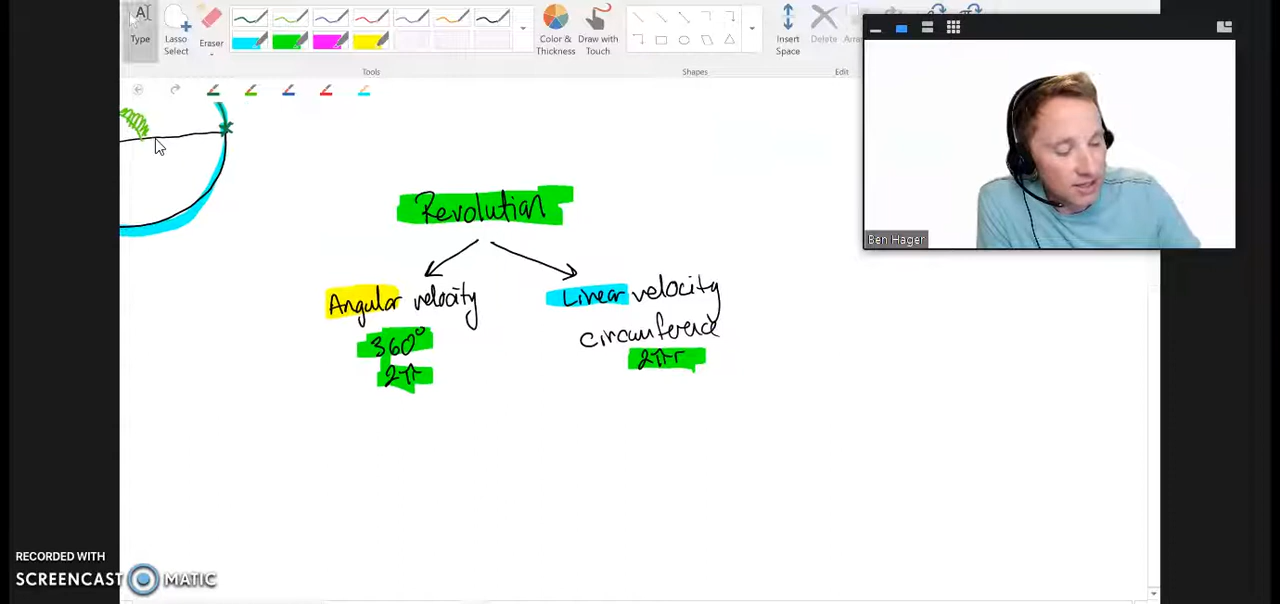 Type
Lasso
Select
Eraser
Color &
Thickness
Draw with
Touch
Insert
Space
Delete
Tools
Shapes
Edit
Ben Hager
Revolution
Angular velocity
360°
2π
Linear velocity
circumference
2πr
RECORDED WITH
SCREENCAST MATIC